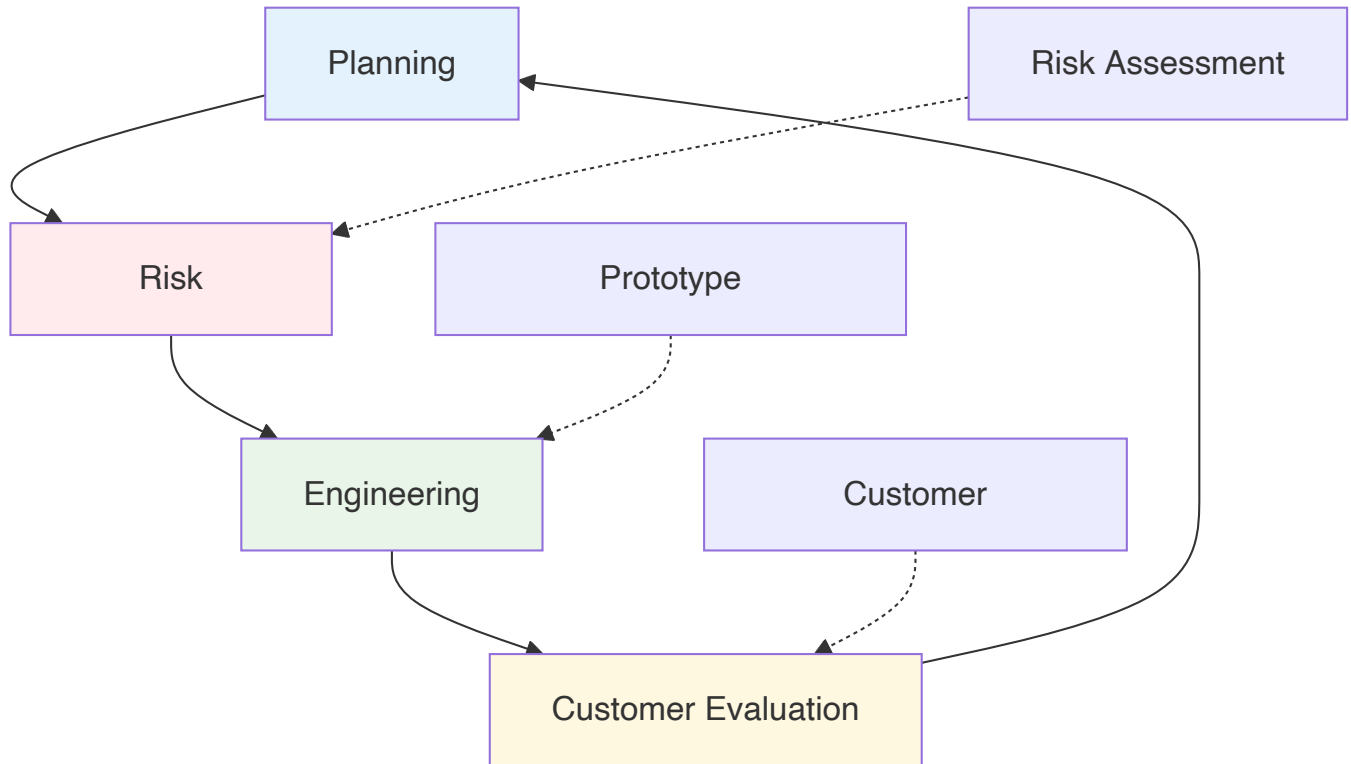 Planning
Risk Assessment
Risk
Prototype
Engineering
Customer
Customer Evaluation